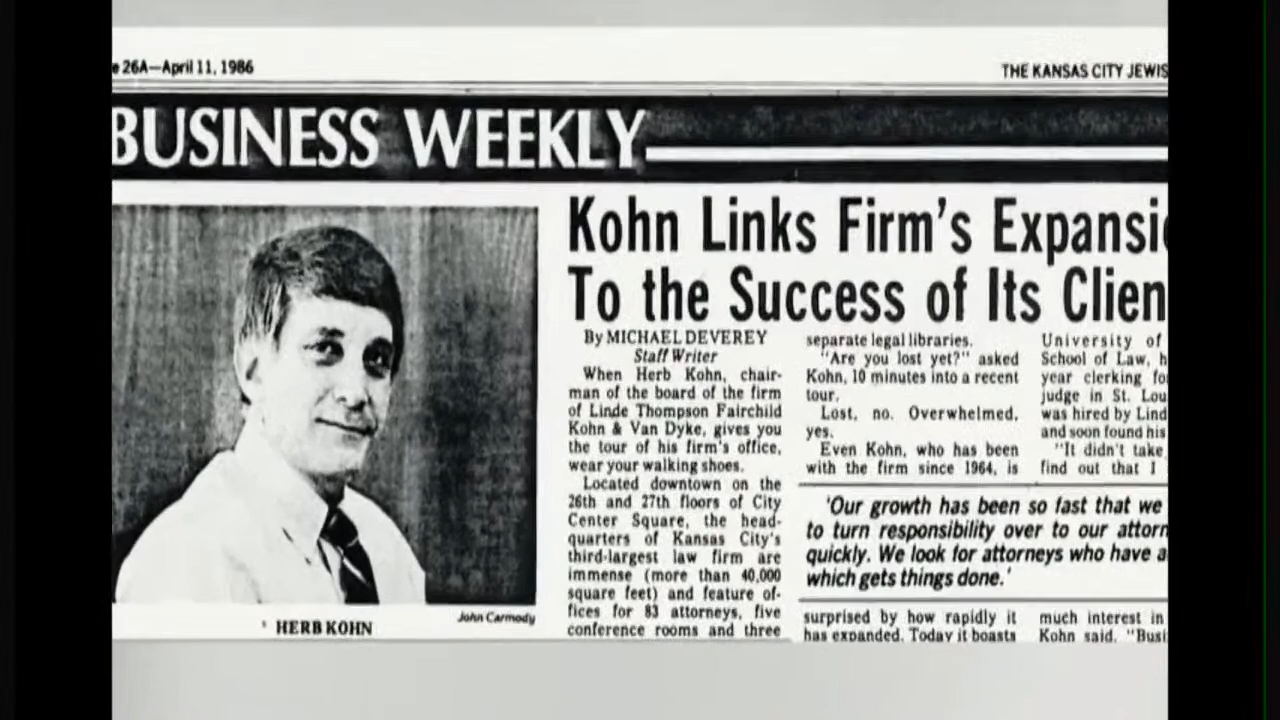 26A—April 11, 1986
THE KANSAS CITY JEWIS
BUSINESS WEEKLY
Kohn Links Firm's Expansi
To the Success of Its Clien
By MICHAEL DEVEREY
Staff Writer
When Herb Kohn, chair-
man of the board of the firm
of Linde Thompson Fairchild
Kohn & Van Dyke, gives you
the tour of his firm's office,
wear your walking shoes.
Located downtown on the
26th and 27th floors of City
Center Square, the head-
quarters of Kansas City's
third-largest law firm are
immense (more than 40,000
square feet) and feature of-
fices for 83 attorneys, five
conference rooms and three
separate legal libraries.
"Are you lost yet?" asked
Kohn, 10 minutes into a recent
tour.
Lost, no. Overwhelmed,
yes.
Even Kohn, who has been
with the firm since 1964, is
University of
School of Law, h
year clerking fo
judge in St. Lou
was hired by Lind
and soon found his
"It didn't take
find out that I
'Our growth has been so fast that we
to turn responsibility over to our attorn
quickly. We look for attorneys who have a
which gets things done.'
surprised by how rapidly it
has expanded. Today it boasts
much interest in
Kohn said. "Busi
John Carmody
HERB KOHN